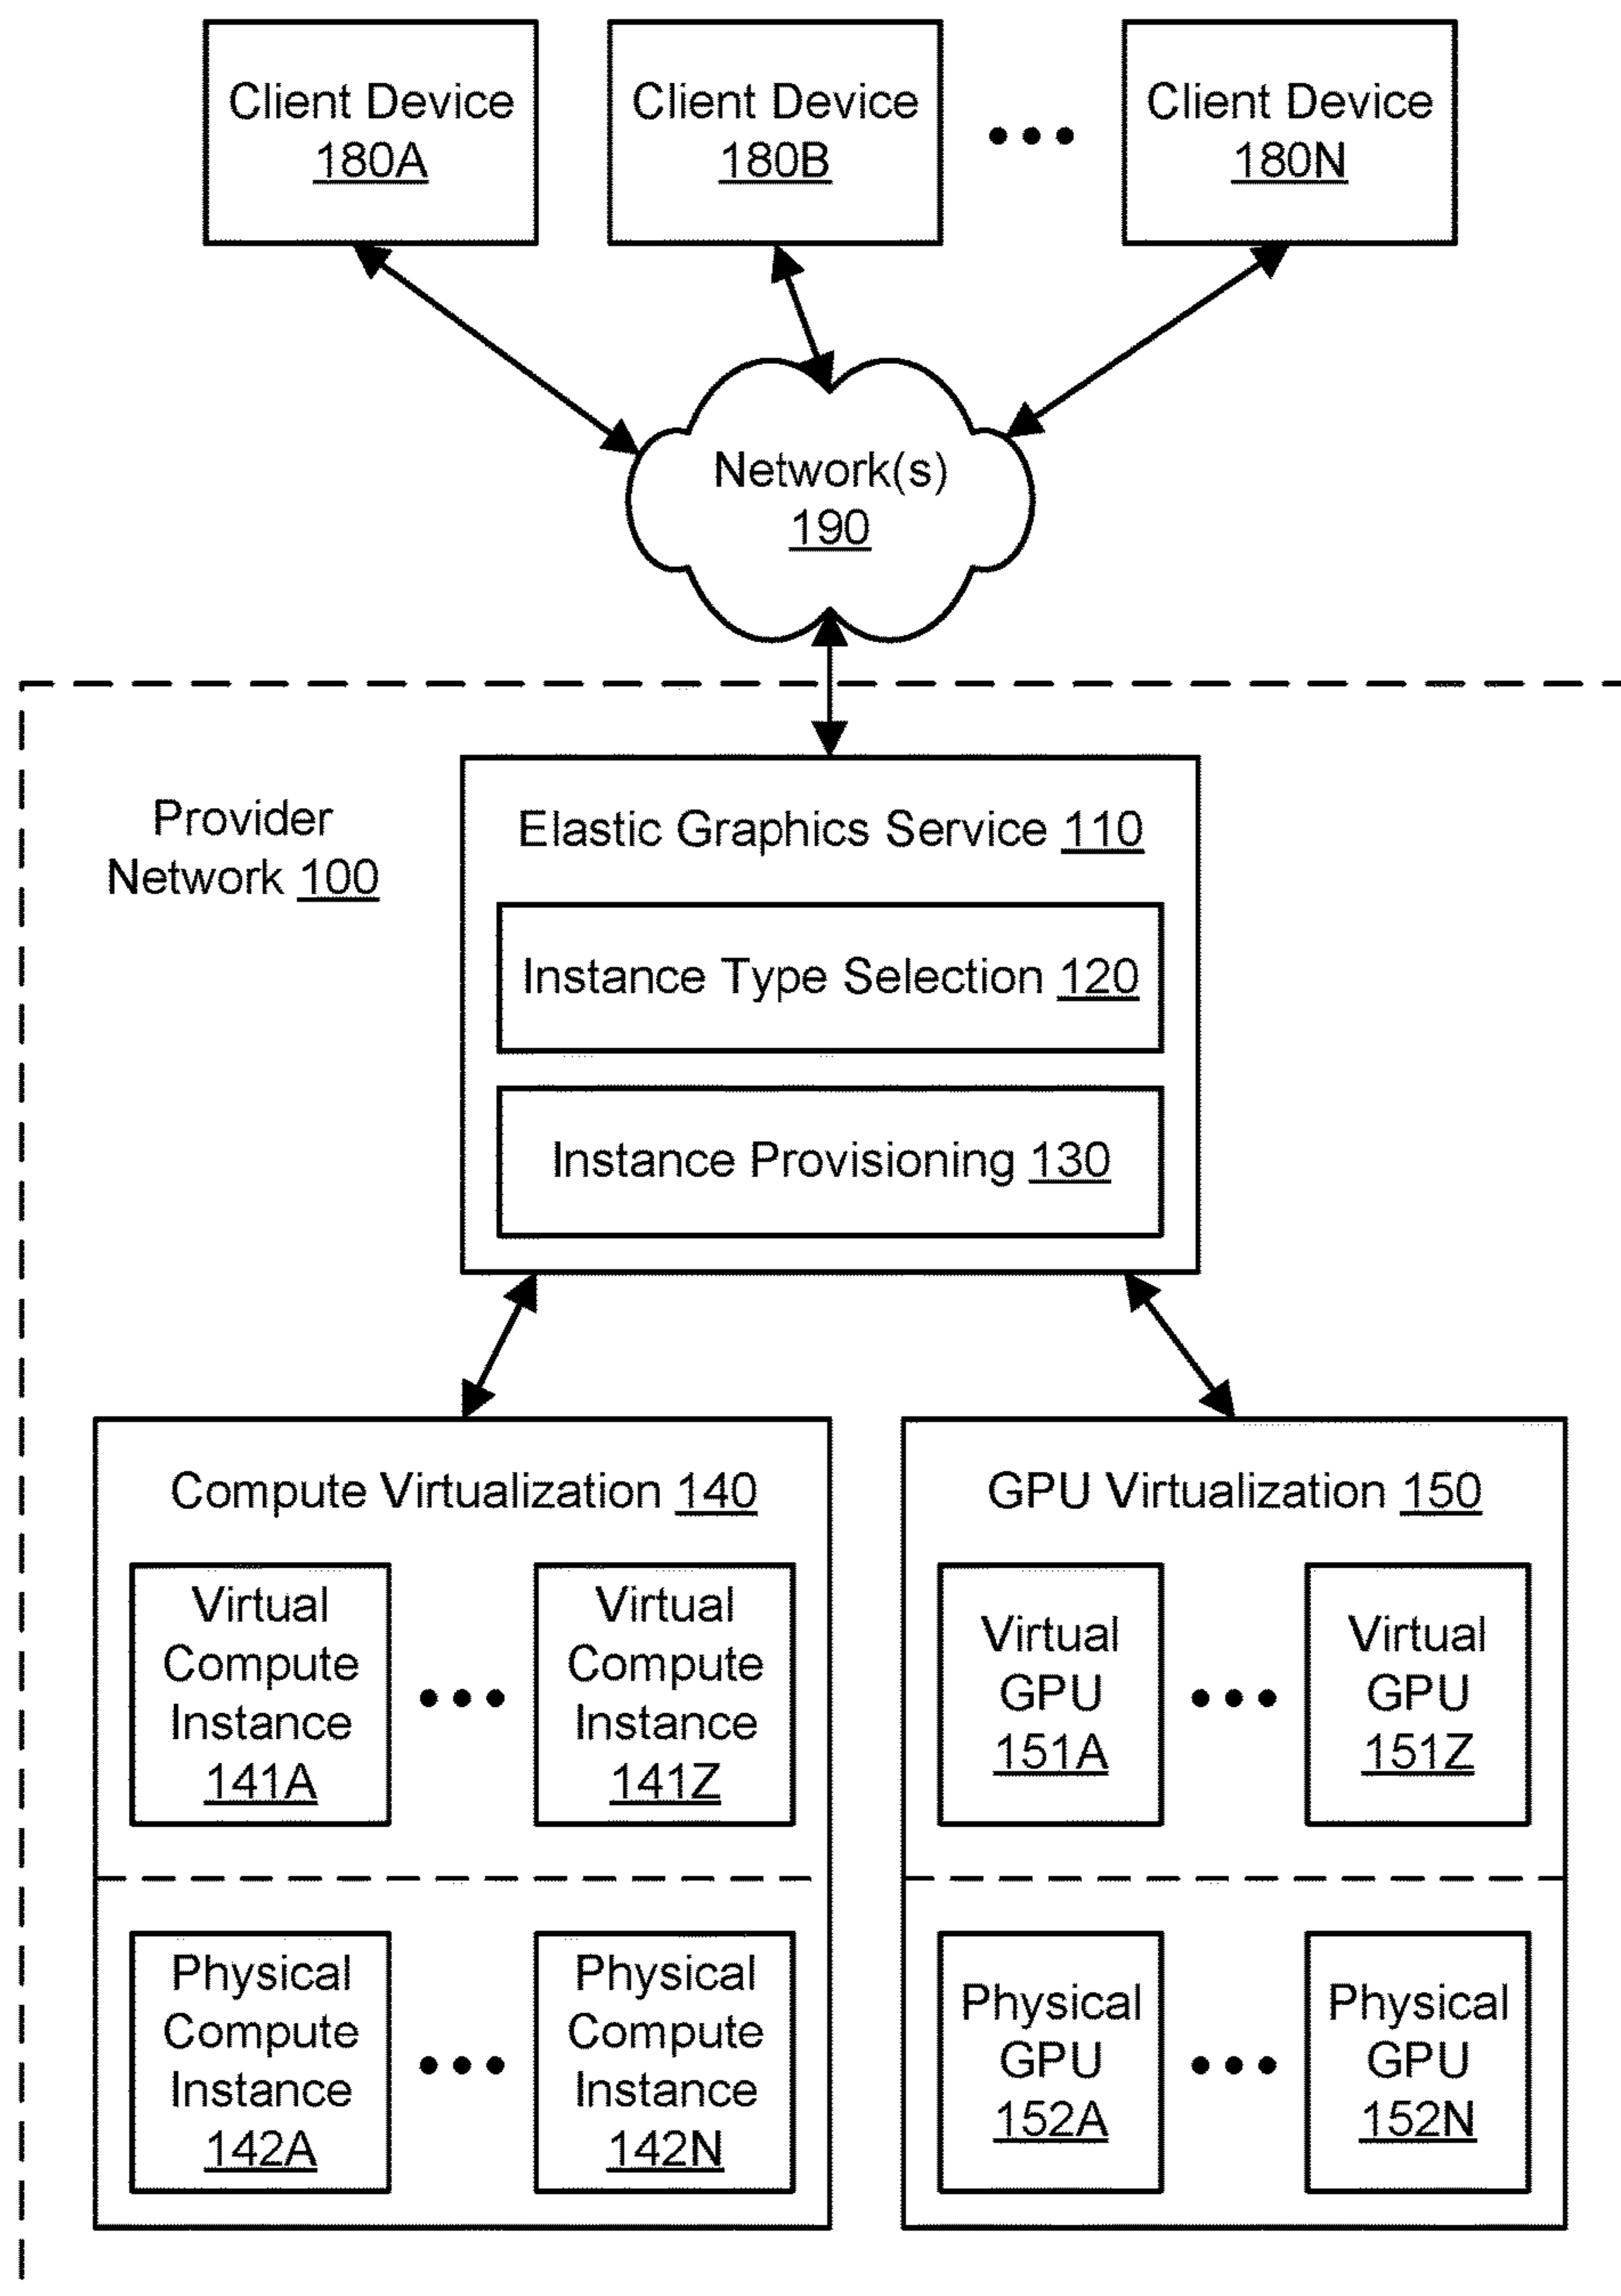 Client Device
180A
Client Device
180B
Client Device
180N
Network(s)
190
Provider
Network 100
Elastic Graphics Service 110
Instance Type Selection 120
Instance Provisioning 130
Compute Virtualization 140
Virtual
Compute
Instance
141A
Virtual
Compute
Instance
141Z
Physical
Compute
Instance
142A
Physical
Compute
Instance
142N
GPU Virtualization 150
Virtual
GPU
151A
Virtual
GPU
151Z
Physical
GPU
152A
Physical
GPU
152N